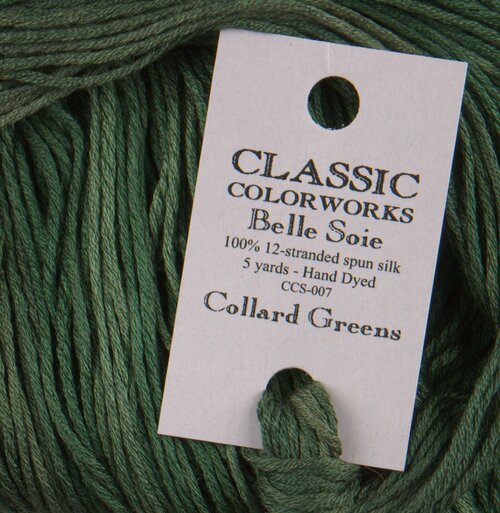 CLASSIC
COLORWORKS
Belle Soie
100% 12-stranded spun silk
5 yards - Hand Dyed
CCS-007
Collard Greens